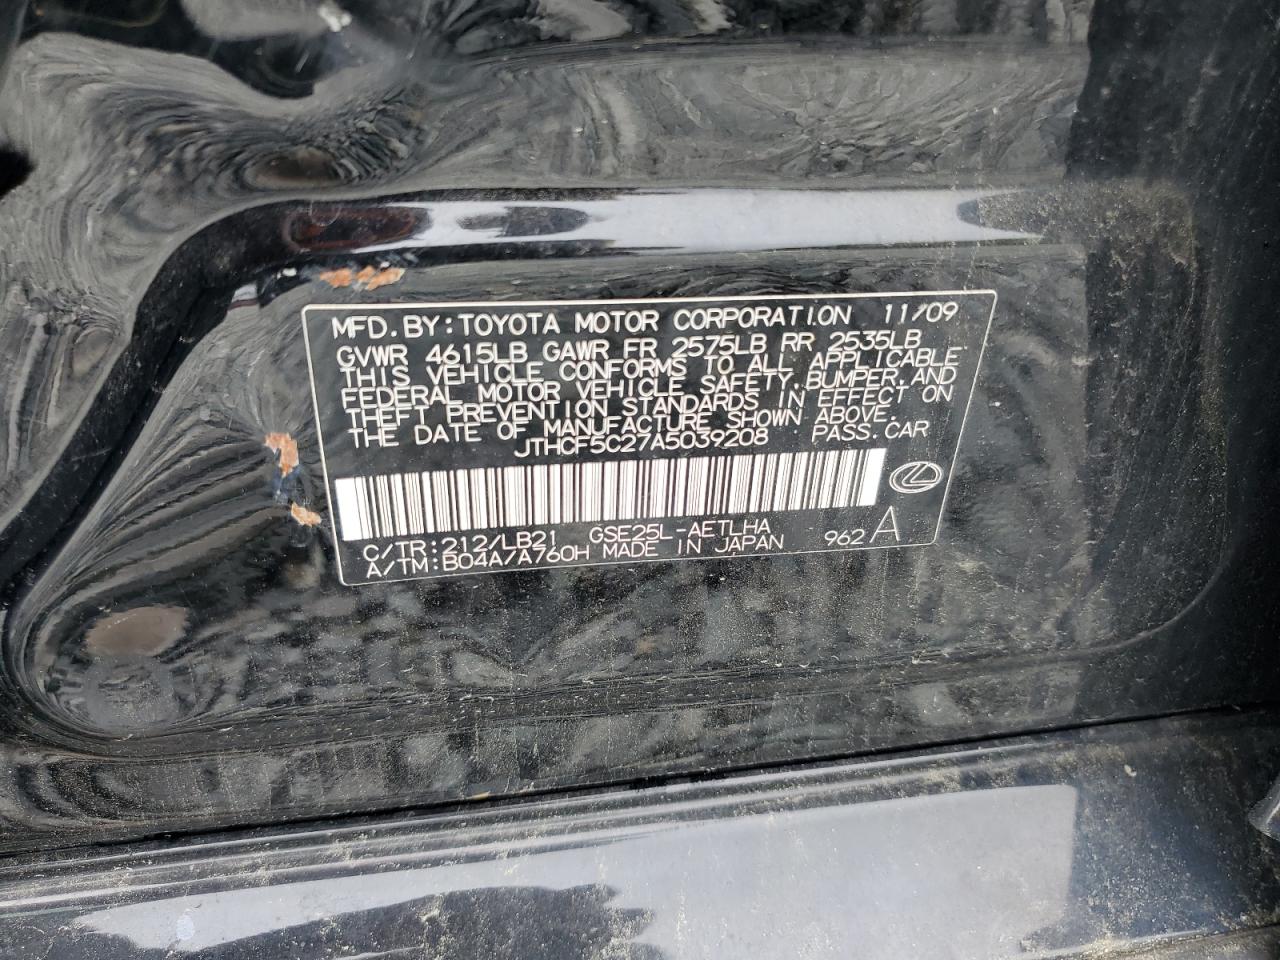 MFD.BY:TOYOTA MOTOR CORPORATION 11/09
GVWR 4615LB GAWR FR 2575LB RR 2535LB
THIS VEHICLE CONFORMS TO ALL APPLICABLE
FEDERAL MOTOR VEHICLE SAFETY, BUMPER, AND
THEFT PREVENTION STANDARDS IN EFFECT ON
THE DATE OF MANUFACTURE SHOWN ABOVE.
JTHCF5C27A5039208 PASS.CAR
C/TR:212/LB21 GSE25L-AETLHA
A/TM:B04A/A760H MADE IN JAPAN 962 A